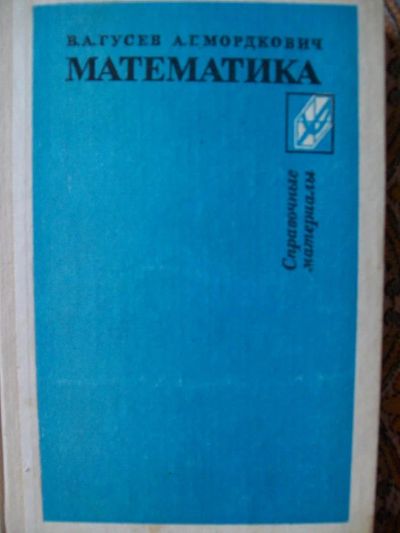 В.А.ГУСЕВ А.Г.МОРДКОВИЧ
МАТЕМАТИКА
Справочные
материалы